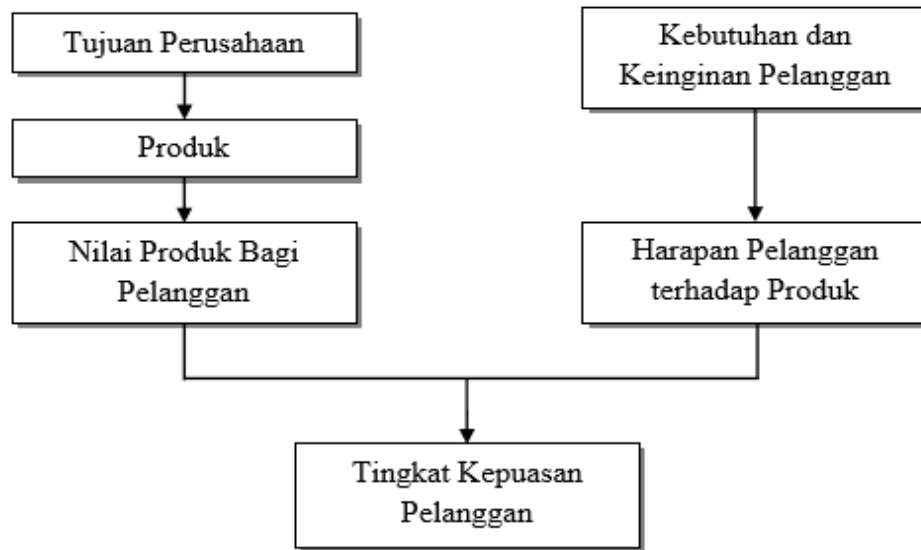 Tujuan Perusahaan
Kebutuhan dan
Keinginan Pelanggan
Produk
Nilai Produk Bagi
Pelanggan
Harapan Pelanggan
terhadap Produk
Tingkat Kepuasan
Pelanggan